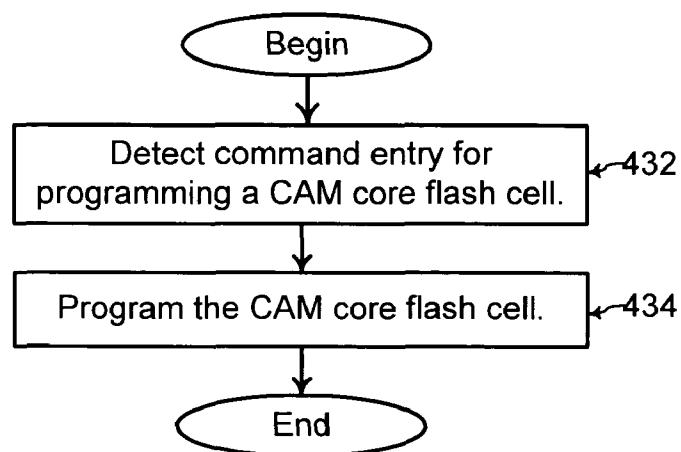 Begin
Detect command entry for
programming a CAM core flash cell.
432
Program the CAM core flash cell.
434
End